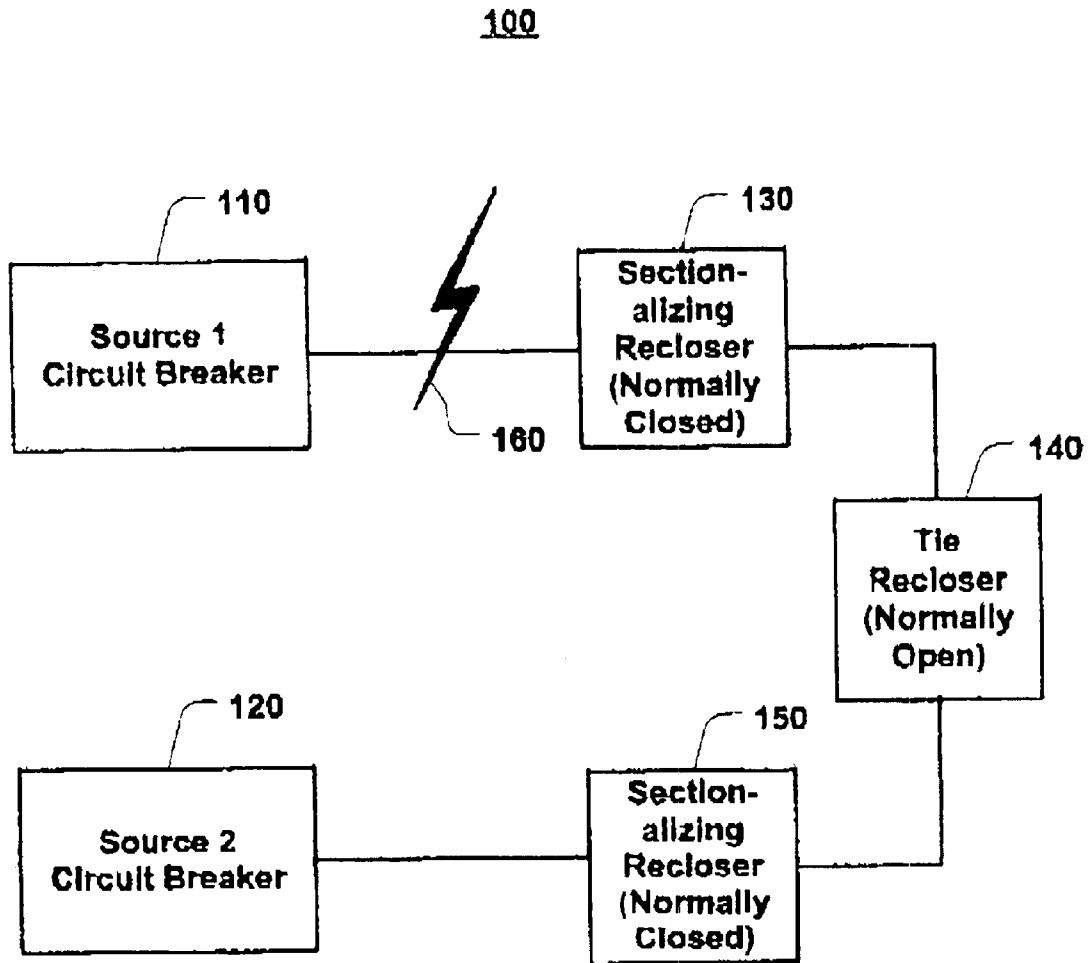 100
110
130
Source 1
Circuit Breaker
Section-
alizing
Recloser
(Normally
Closed)
160
140
Tie
Recloser
(Normally
Open)
120
150
Source 2
Circuit Breaker
Section-
alizing
Recloser
(Normally
Closed)